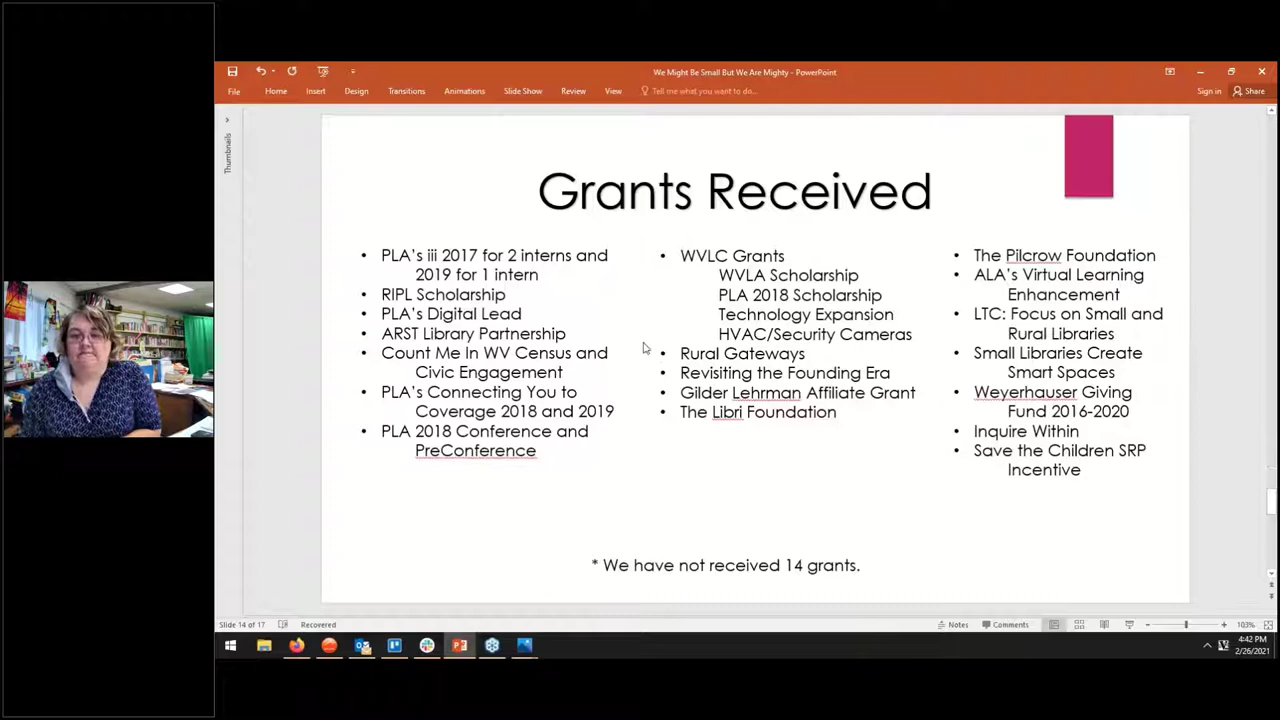 We Might Be Small But We Are Mighty - PowerPoint
File Home Insert Design Transitions Animations Slide Show Review View Tell me what you want to do... Sign in Share
Thumbnails
Grants Received
• PLA's iii 2017 for 2 interns and
2019 for 1 intern
• RIPL Scholarship
• PLA's Digital Lead
• ARST Library Partnership
• Count Me In WV Census and
Civic Engagement
• PLA's Connecting You to
Coverage 2018 and 2019
• PLA 2018 Conference and
PreConference
• WVLC Grants
WVLA Scholarship
PLA 2018 Scholarship
Technology Expansion
HVAC/Security Cameras
• Rural Gateways
• Revisiting the Founding Era
• Gilder Lehrman Affiliate Grant
• The Libri Foundation
• The Pilcrow Foundation
• ALA's Virtual Learning
Enhancement
• LTC: Focus on Small and
Rural Libraries
• Small Libraries Create
Smart Spaces
• Weyerhauser Giving
Fund 2016-2020
• Inquire Within
• Save the Children SRP
Incentive
* We have not received 14 grants.
Slide 14 of 17 Recovered Notes Comments 103%
4:42 PM
2/26/2021